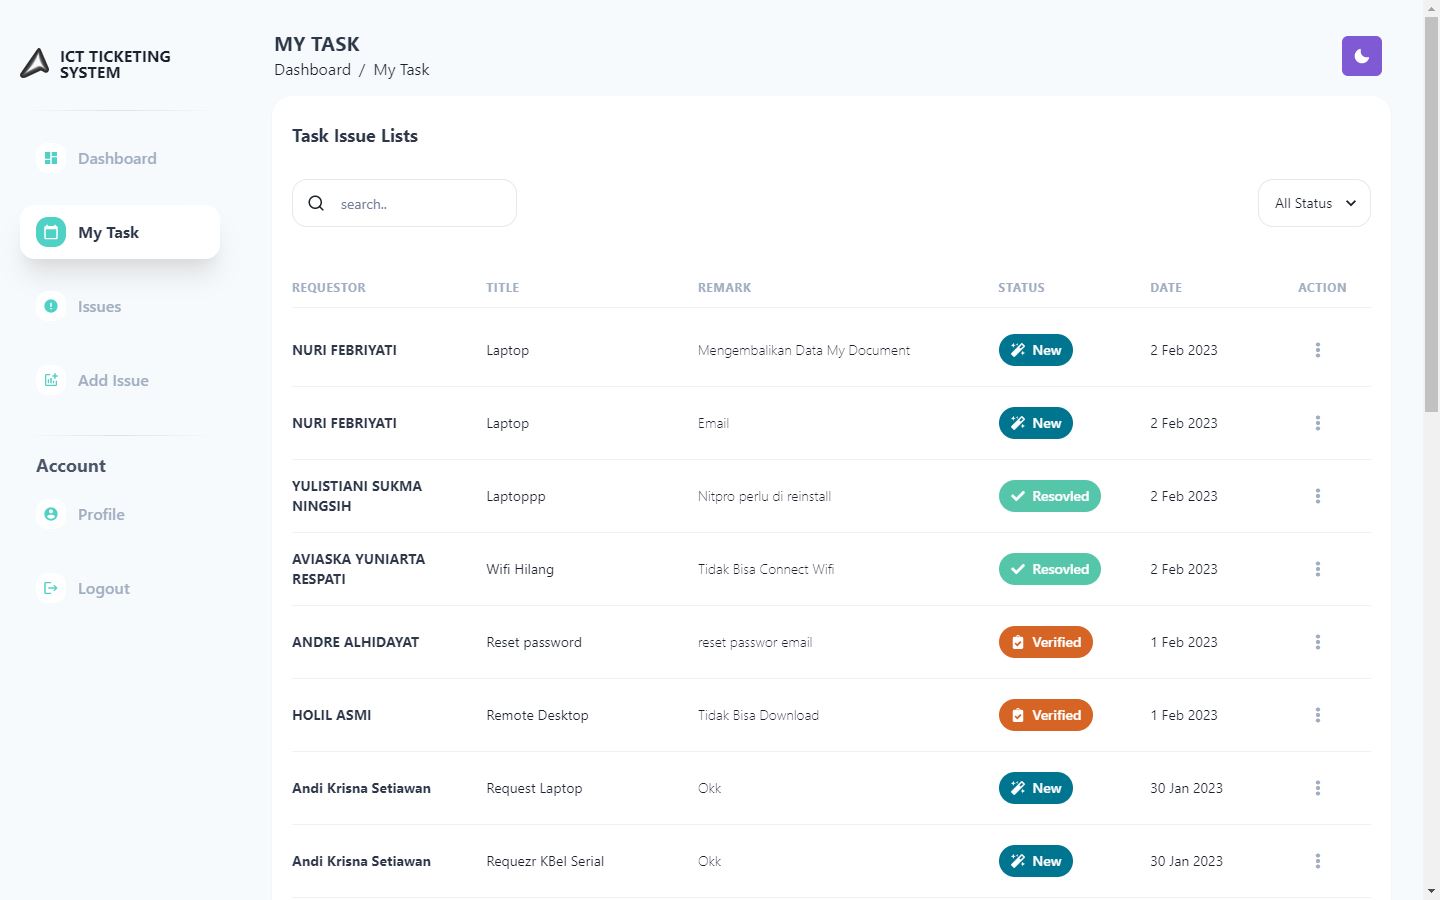 ICT TICKETING
SYSTEM
Dashboard
My Task
Issues
Add Issue
Account
Profile
Logout
MY TASK
Dashboard / My Task
Task Issue Lists
search..
All Status
REQUESTOR TITLE REMARK STATUS DATE ACTION
NURI FEBRIYATI Laptop Mengembalikan Data My Document New 2 Feb 2023
NURI FEBRIYATI Laptop Email New 2 Feb 2023
YULISTIANI SUKMA
NINGSIH Laptoppp Nitpro perlu di reinstall Resovled 2 Feb 2023
AVIASKA YUNIARTA
RESPATI Wifi Hilang Tidak Bisa Connect Wifi Resovled 2 Feb 2023
ANDRE ALHIDAYAT Reset password reset passwor email Verified 1 Feb 2023
HOLIL ASMI Remote Desktop Tidak Bisa Download Verified 1 Feb 2023
Andi Krisna Setiawan Request Laptop Okk New 30 Jan 2023
Andi Krisna Setiawan Requezr KBel Serial Okk New 30 Jan 2023